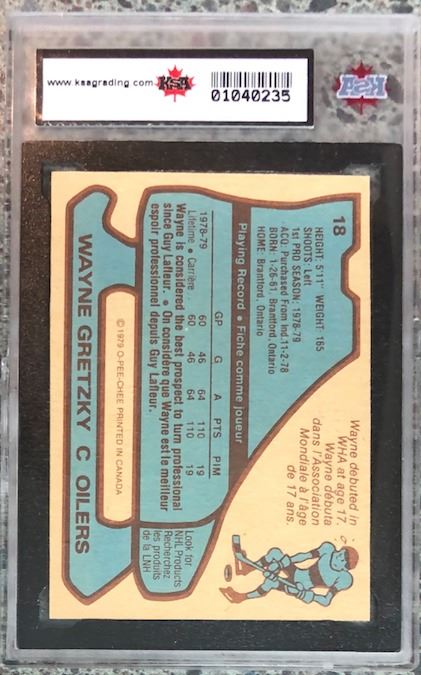 www.ksagrading.com
KSA
01040235
KSA
18
HEIGHT: 5'11" WEIGHT: 165
SHOOTS: Left
1st PRO SEASON: 1978-79
ACQ: Purchased From Ind. 11-2-78
BORN: 1-26-61, Brantford, Ontario
HOME: Brantford, Ontario
Wayne debuted in
WHA at age 17.
Wayne débuta
dans l'Association
Mondiale à l'âge
de 17 ans.
Playing Record • Fiche comme joueur
GP G A PTS PIM
1978-79 60 46 64 110 19
Lifetime • Carrière.. 60 46 64 110 19
Wayne is considered the best prospect to turn professional
since Guy Lafleur. • On considère que Wayne est le meilleur
espoir professionnel depuis Guy Lafleur.
Look for
NHL Products
Recherchez
les produits
de la LNH
© 1979 O-PEE-CHEE PRINTED IN CANADA
WAYNE GRETZKY C OILERS